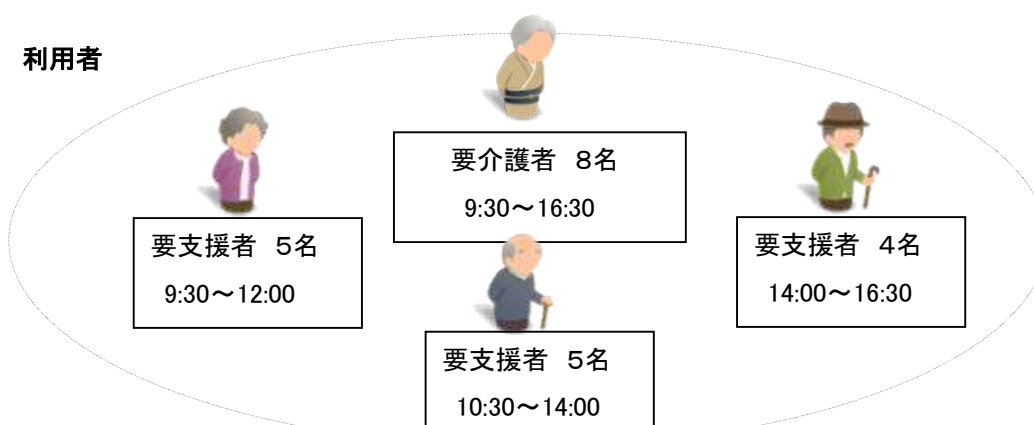 利用者
要介護者　８名
9:30～16:30
要支援者　５名
9:30～12:00
要支援者　４名
14:00～16:30
要支援者　５名
10:30～14:00